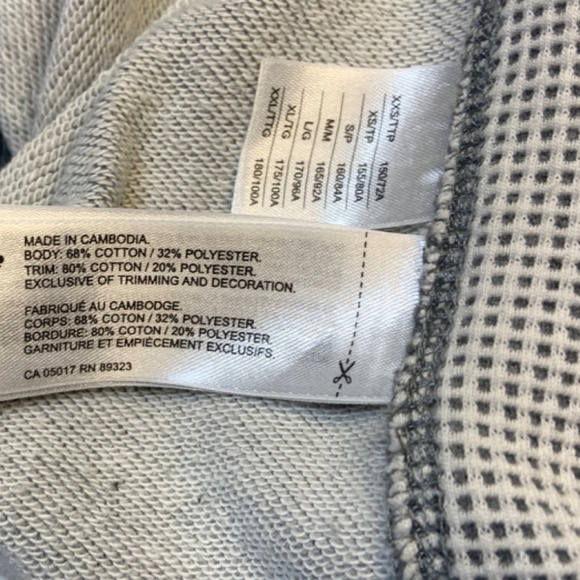 XXS/TTP 150/72A
XS/TP 155/80A
S/P 160/84A
M/M 165/92A
L/G 170/96A
XL/TG 175/100A
XXL/TTG 180/100A
MADE IN CAMBODIA.
BODY: 68% COTTON / 32% POLYESTER.
TRIM: 80% COTTON / 20% POLYESTER.
EXCLUSIVE OF TRIMMING AND DECORATION.
FABRIQUÉ AU CAMBODGE.
CORPS: 68% COTTON / 32% POLYESTER.
BORDURE: 80% COTTON / 20% POLYESTER.
GARNITURE ET EMPIÈCEMENT EXCLUSIFS.
CA 05017 RN 89323